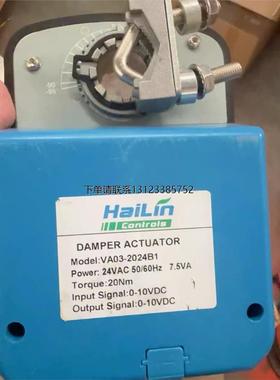 下单请联系13123385752
HaiLin
Controls
DAMPER ACTUATOR
Model:VA03-2024B1
Power: 24VAC 50/60Hz 7.5VA
Torque:20Nm
Input Signal:0-10VDC
Output Signal:0-10VDC